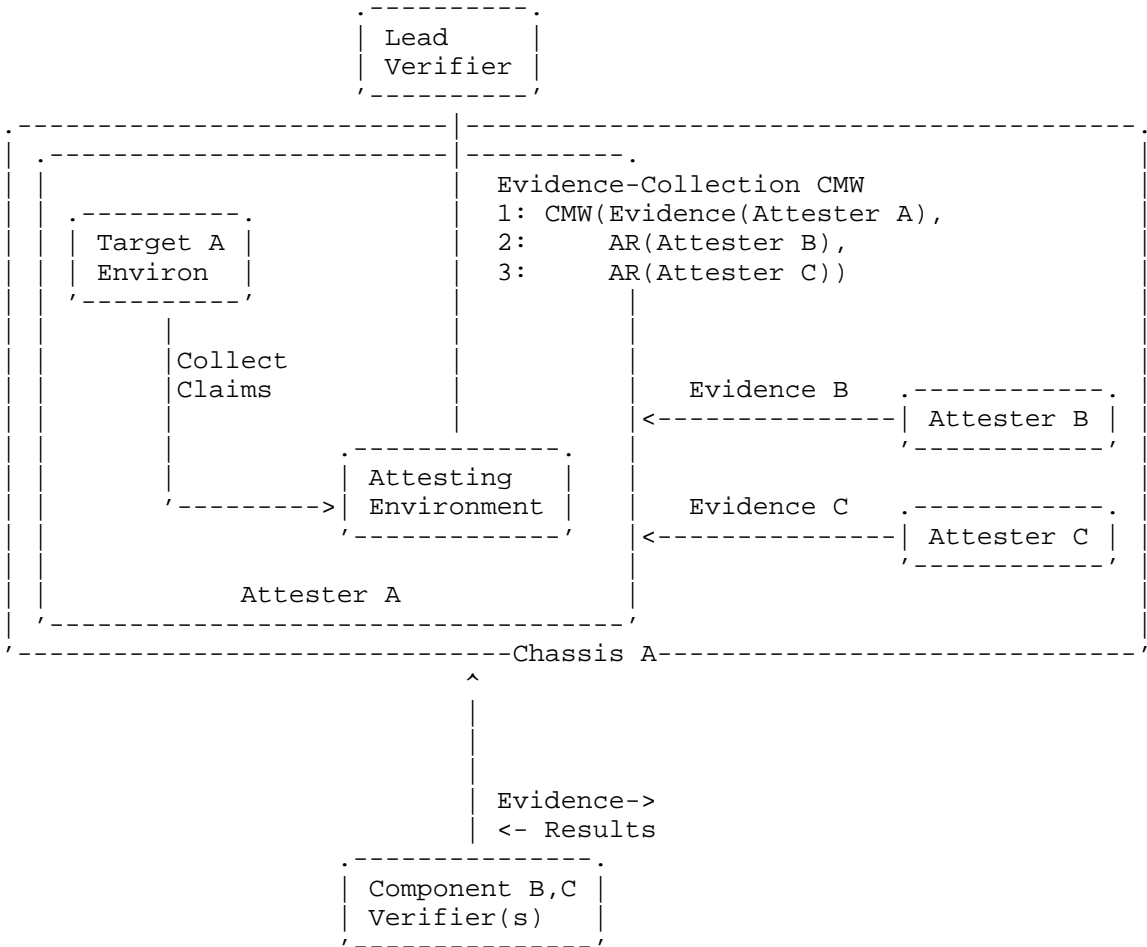 Lead
Verifier
Evidence-Collection CMW
1: CMW(Evidence(Attester A),
2: AR(Attester B),
3: AR(Attester C))
Target A
Environ
Collect
Claims
Evidence B
Attester B
Attesting
Environment
Evidence C
Attester C
Attester A
Chassis A
Evidence->
<- Results
Component B,C
Verifier(s)